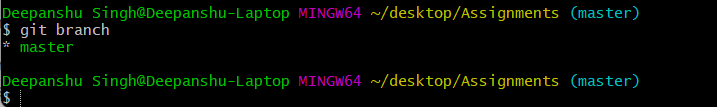 Deepanshu Singh@Deepanshu-Laptop MINGW64 ~/desktop/Assignments (master)
$ git branch
* master
Deepanshu Singh@Deepanshu-Laptop MINGW64 ~/desktop/Assignments (master)
$